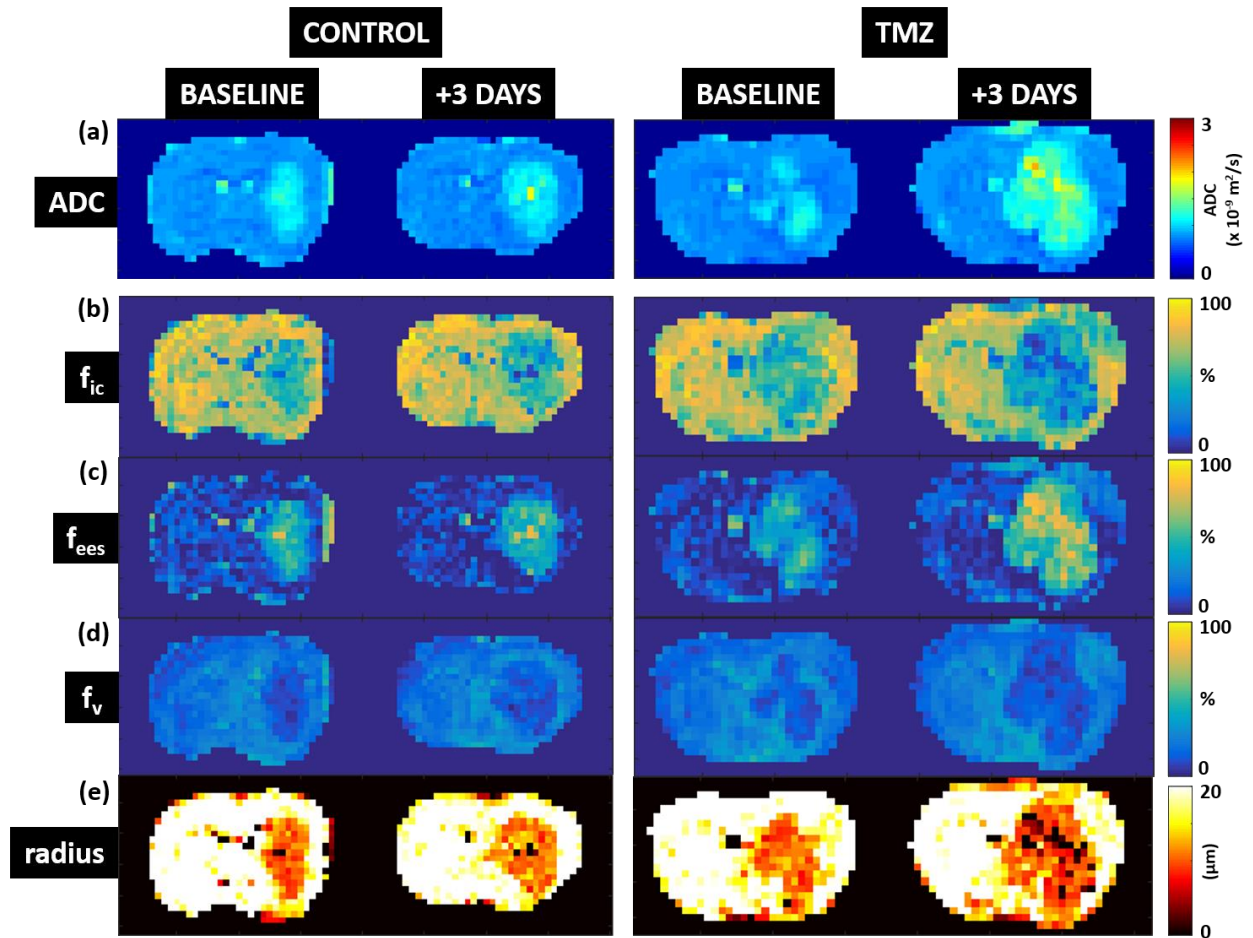 CONTROL TMZ
BASELINE +3 DAYS BASELINE +3 DAYS
(a)
3
ADC
ADC
(x 10⁻⁹ m²/s)
0
(b)
100
fic
%
0
(c)
100
fees
%
0
(d)
100
fv
%
0
(e)
20
radius
(μm)
0